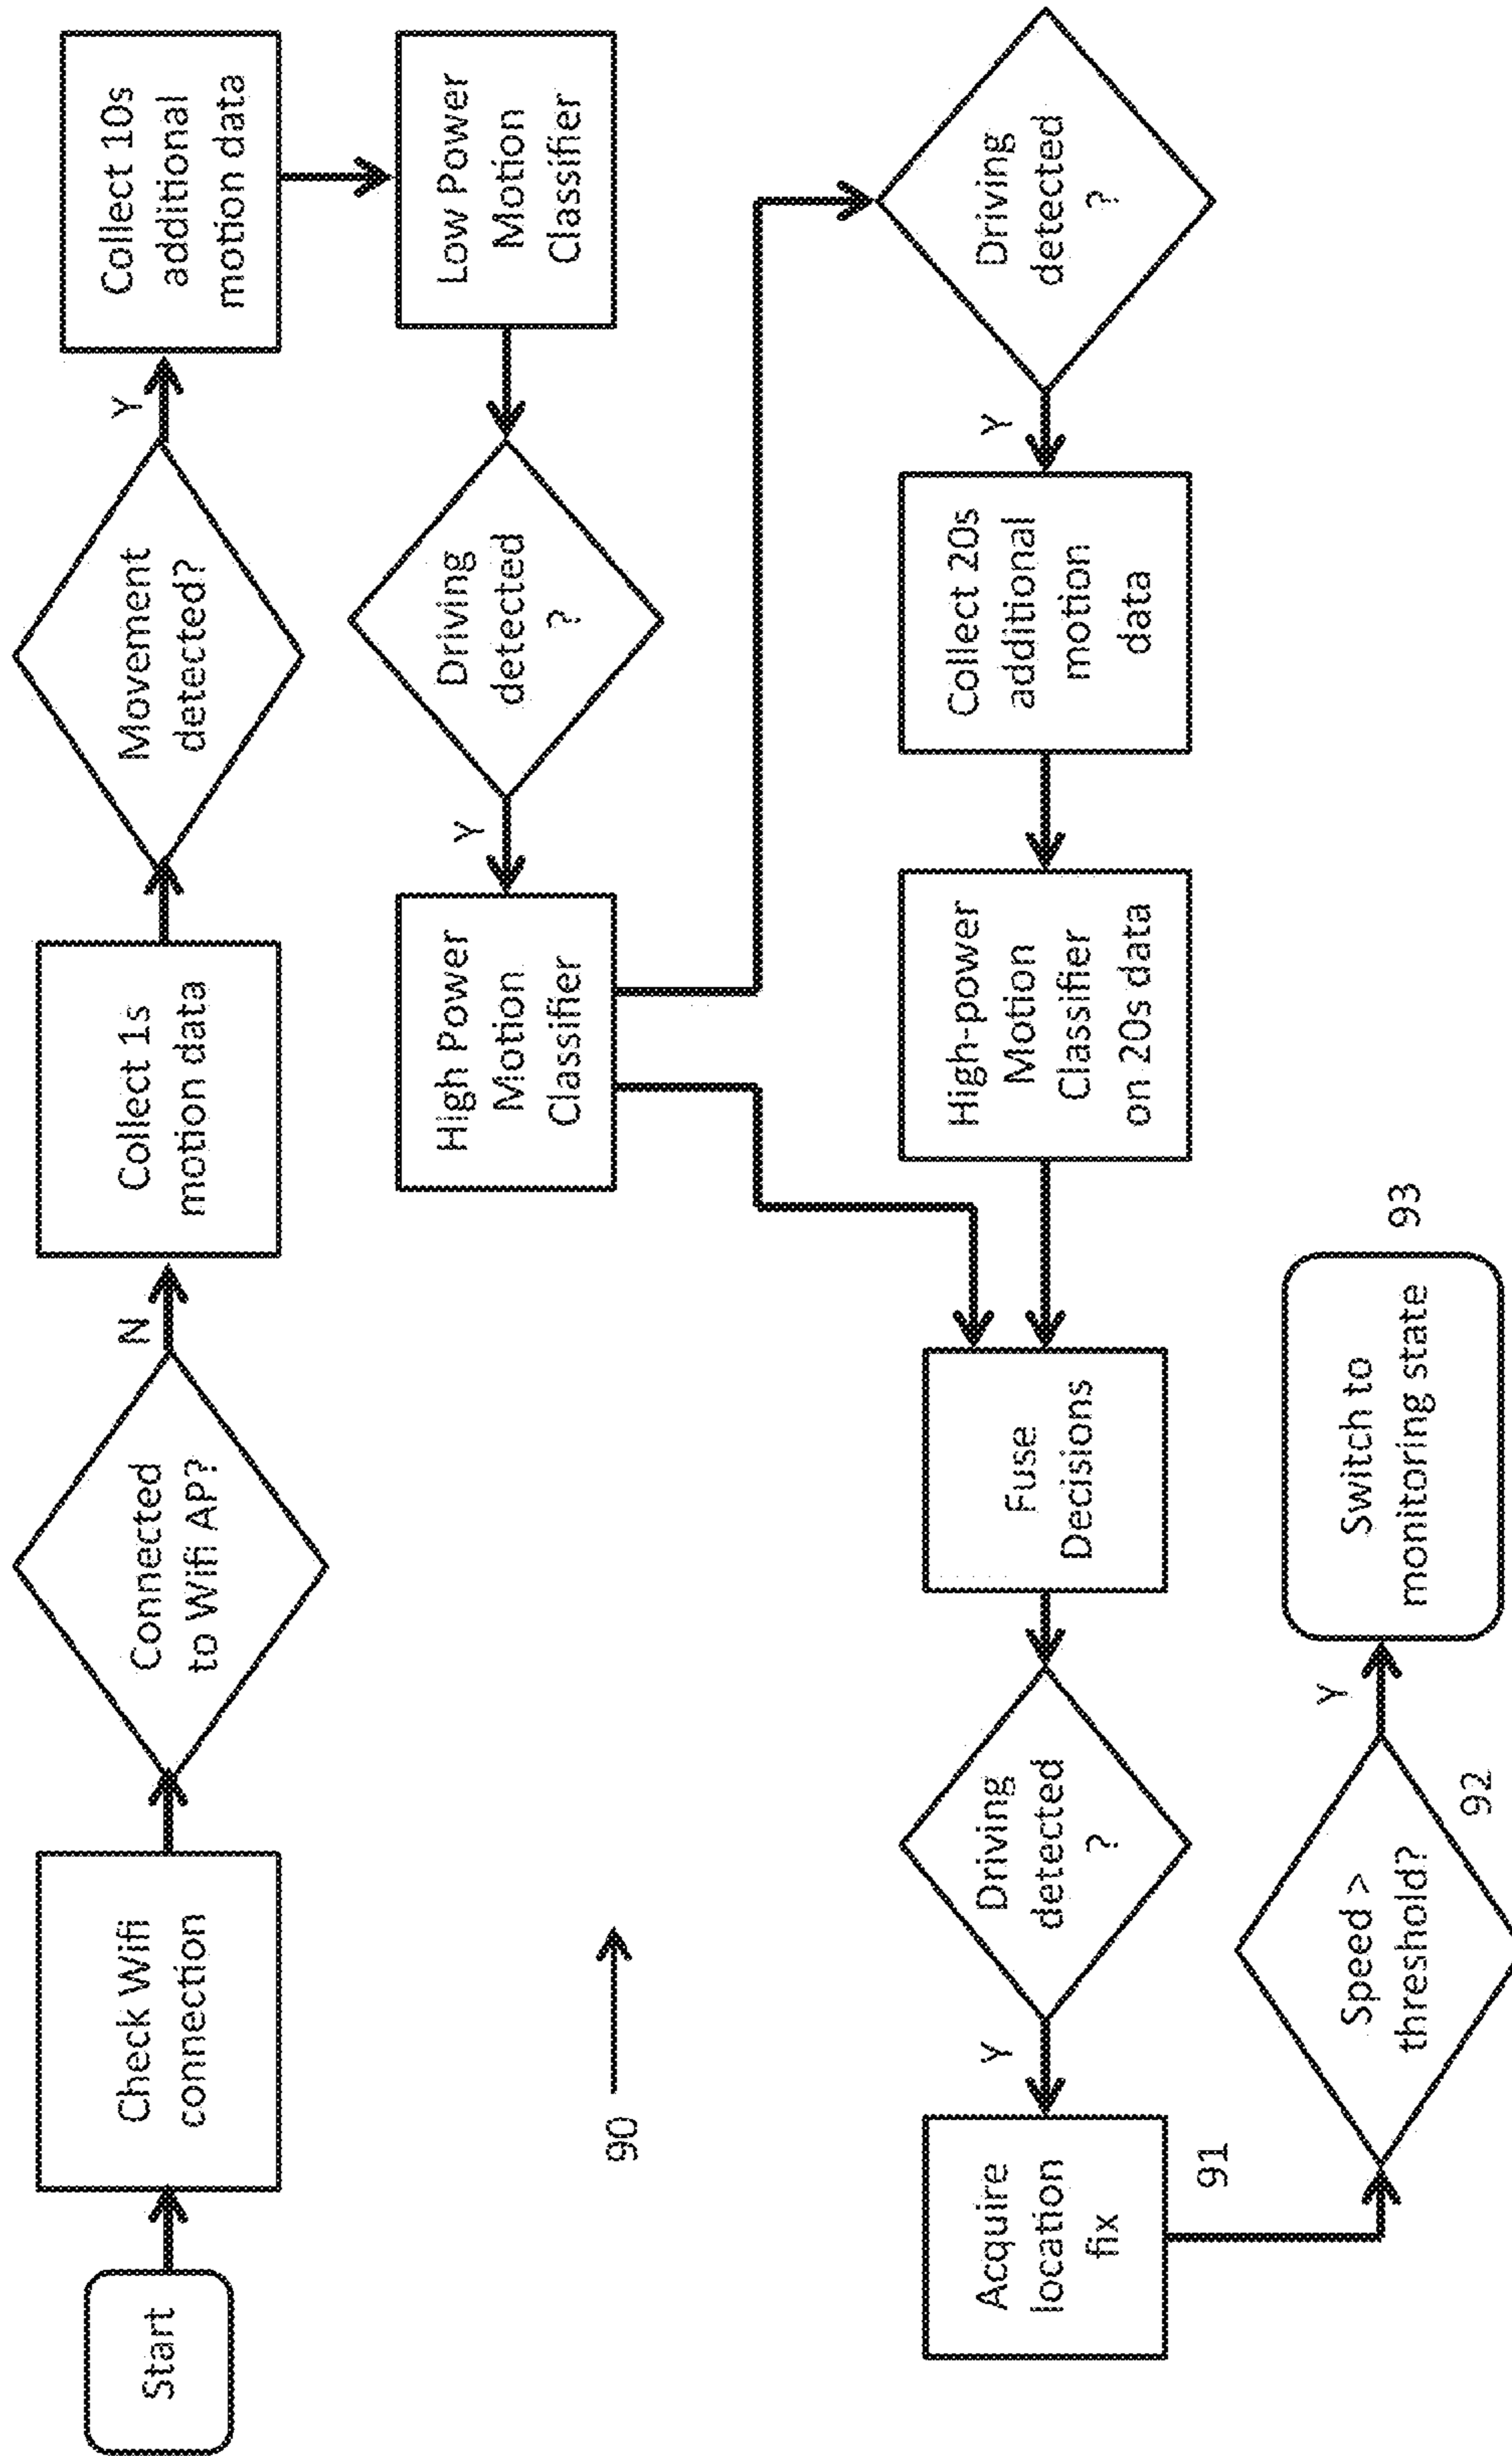 Start
Check Wifi
connection
Connected
to Wifi AP?
N
Collect 1s
motion data
Movement
detected?
Y
Collect 10s
additional
motion data
Low Power
Motion
Classifier
Driving
detected
?
Y
High Power
Motion
Classifier
90
Driving
detected
?
Y
Collect 20s
additional
motion
data
High-power
Motion
Classifier
on 20s data
Fuse
Decisions
Driving
detected
?
Y
Acquire
location
fix
91
Speed >
threshold?
92
Y
Switch to
monitoring state
93